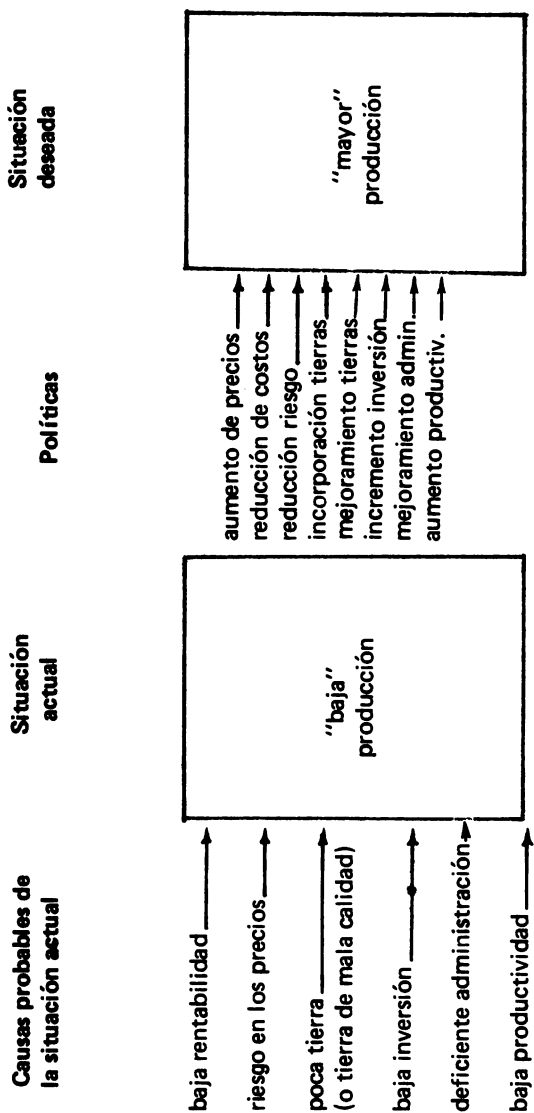 Causas probables de
la situación actual
Situación
actual
Políticas
Situación
deseada
baja rentabilidad
riesgo en los precios
poca tierra
(o tierra de mala calidad)
baja inversión
deficiente administración
baja productividad
"baja"
producción
aumento de precios
reducción de costos
reducción riesgo
incorporación tierras
mejoramiento tierras
incremento inversión
mejoramiento admin.
aumento productiv.
"mayor"
producción